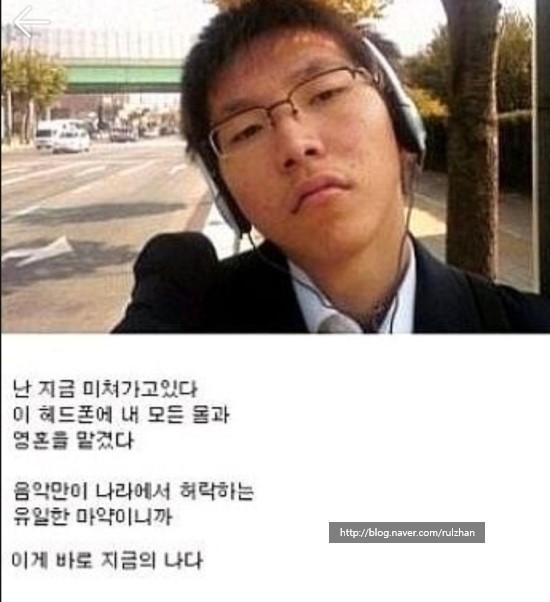 난 지금 미쳐가고있다
이 헤드폰에 내 모든 몸과
영혼을 맡겼다
음악만이 나라에서 허락하는
유일한 마약이니까
이게 바로 지금의 나다
http://blog.naver.com/rulzhan